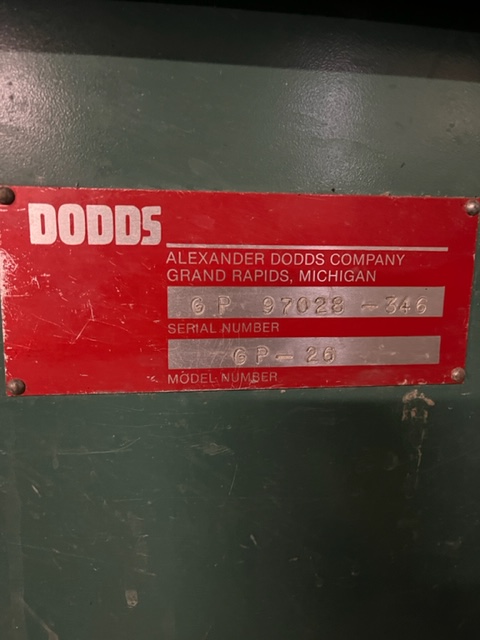 DODDS
ALEXANDER DODDS COMPANY
GRAND RAPIDS, MICHIGAN
GP 97028-346
SERIAL NUMBER
GP-26
MODEL NUMBER